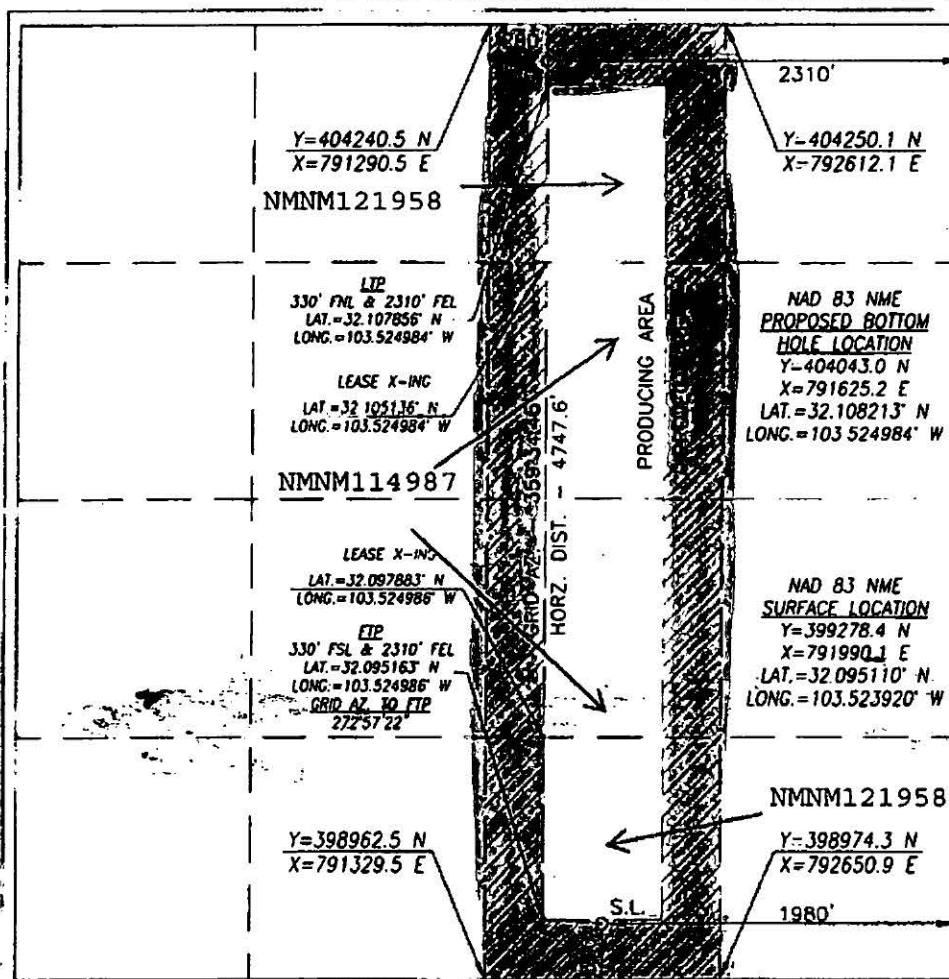 2310'
Y=404240.5 N
X=791290.5 E
Y=404250.1 N
X=792612.1 E
NMNM121958
LTP
330' FNL & 2310' FEL
LAT.=32.107856° N
LONG.=103.524984° W
LEASE X-ING
LAT.=32 105136° N
LONG.=103.524984° W
NAD 83 NME
PROPOSED BOTTOM
HOLE LOCATION
Y=404043.0 N
X=791625.2 E
LAT.=32.108213° N
LONG.=103 524984° W
PRODUCING AREA
HORZ. DIST. - 4747.6'
NMNM114987
LEASE X-ING
LAT.=32.097883° N
LONG.=103.524986° W
FTP
330' FSL & 2310' FEL
LAT.=32.095163° N
LONG.=103.524986° W
GRID AZ. TO FTP
272°57'22"
NAD 83 NME
SURFACE LOCATION
Y=399278.4 N
X=791990.1 E
LAT.=32.095110° N
LONG.=103.523920° W
NMNM121958
Y=398962.5 N
X=791329.5 E
Y=398974.3 N
X=792650.9 E
S.L.
1980'